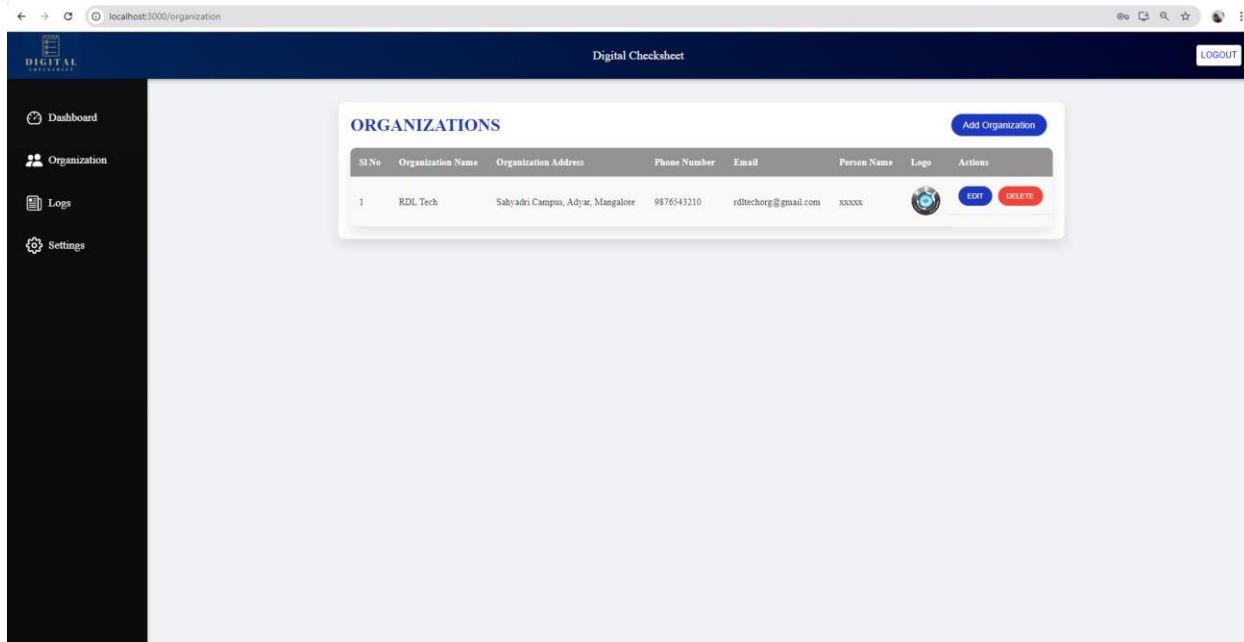 localhost:3000/organization
DIGITAL
CHECKSHEET
Digital Checksheet
LOGOUT
Dashboard
Organization
Logs
Settings
ORGANIZATIONS
Add Organization
Sl No Organization Name Organization Address Phone Number Email Person Name Logo Actions
1 RDL Tech Sahyadri Campus, Adyar, Mangalore 9876543210 rdltechorg@gmail.com xxxxx EDIT DELETE